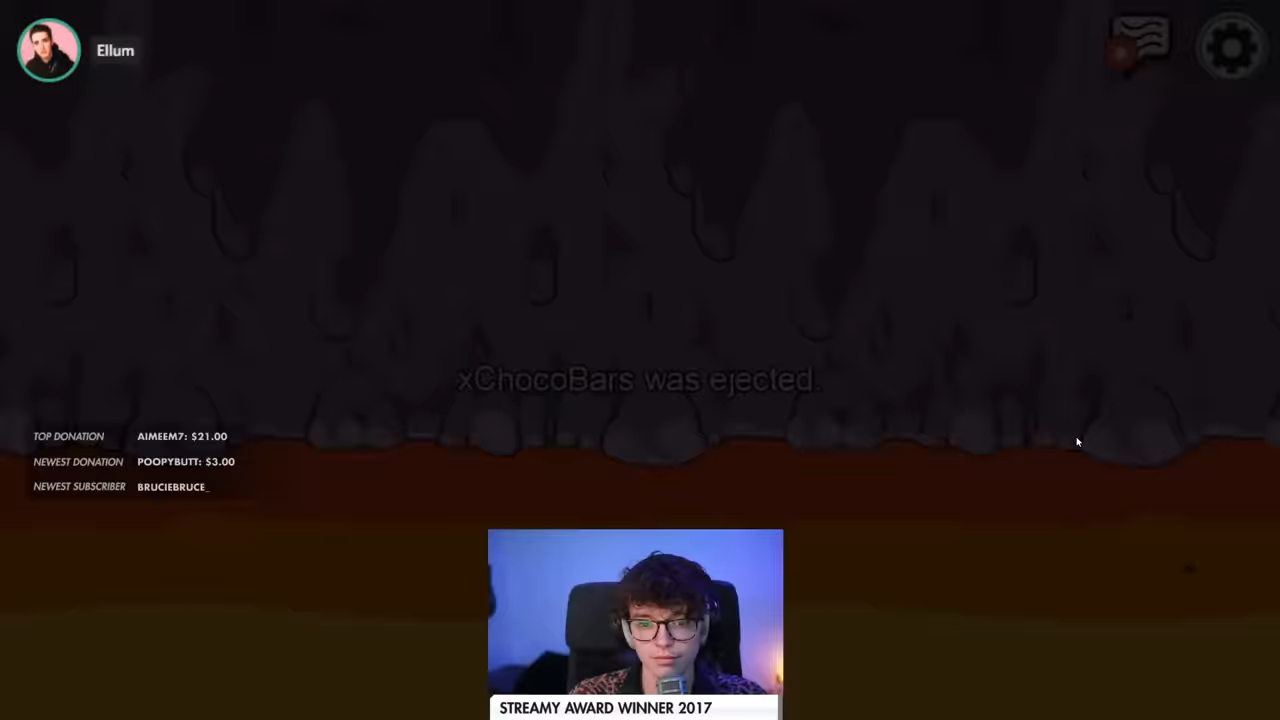 Ellum
xChocoBars was ejected.
TOP DONATION AIMEEM7: $21.00
NEWEST DONATION POOPYBUTT: $3.00
NEWEST SUBSCRIBER BRUCIEBRUCE_
STREAMY AWARD WINNER 2017